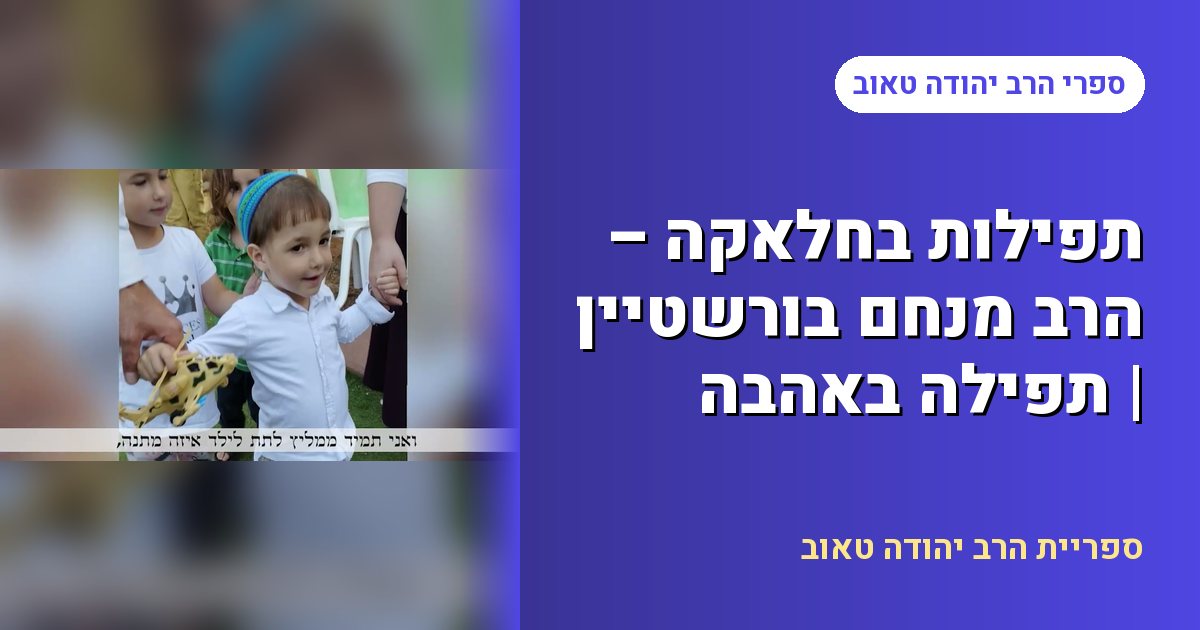 ספרי הרב יהודה טאוב
תפילות בחלאקה –
הרב מנחם בורשטיין
| תפילה באהבה
ואני תמיד ממליץ לתת לילד איזה מתנה,
ספריית הרב יהודה טאוב